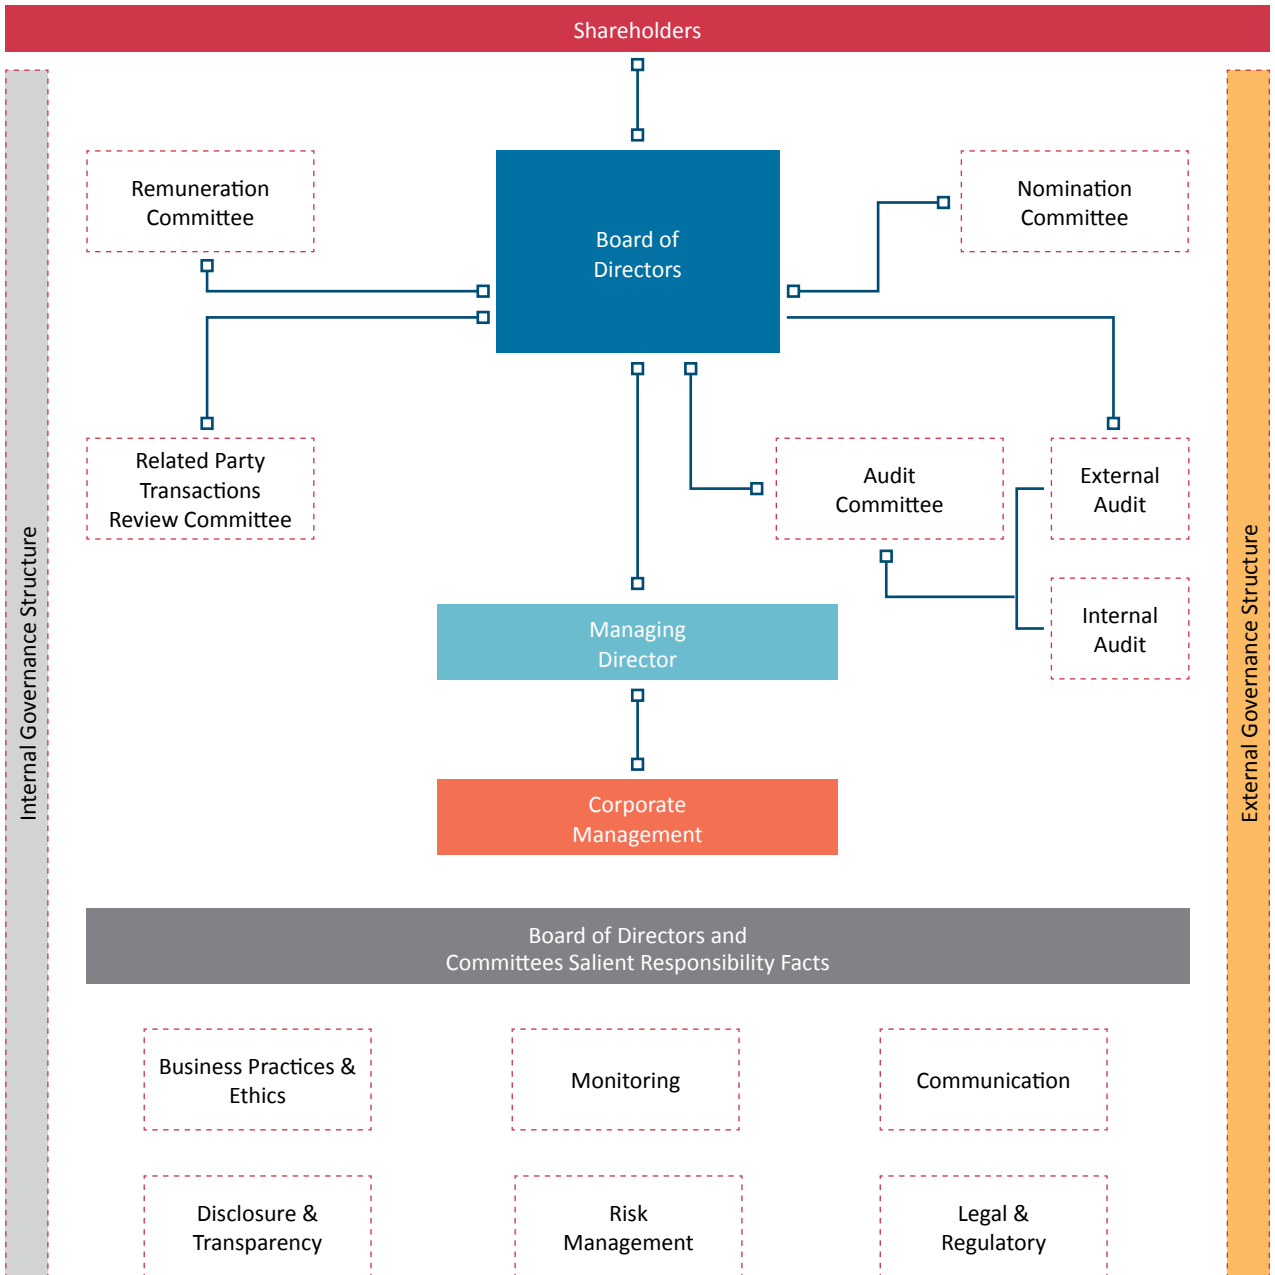 Shareholders
Remuneration
Committee
Board of
Directors
Nomination
Committee
Related Party
Transactions
Review Committee
Audit
Committee
External
Audit
Internal
Audit
Managing
Director
Corporate
Management
Internal Governance Structure
External Governance Structure
Board of Directors and
Committees Salient Responsibility Facts
Business Practices &
Ethics
Monitoring
Communication
Disclosure &
Transparency
Risk
Management
Legal &
Regulatory